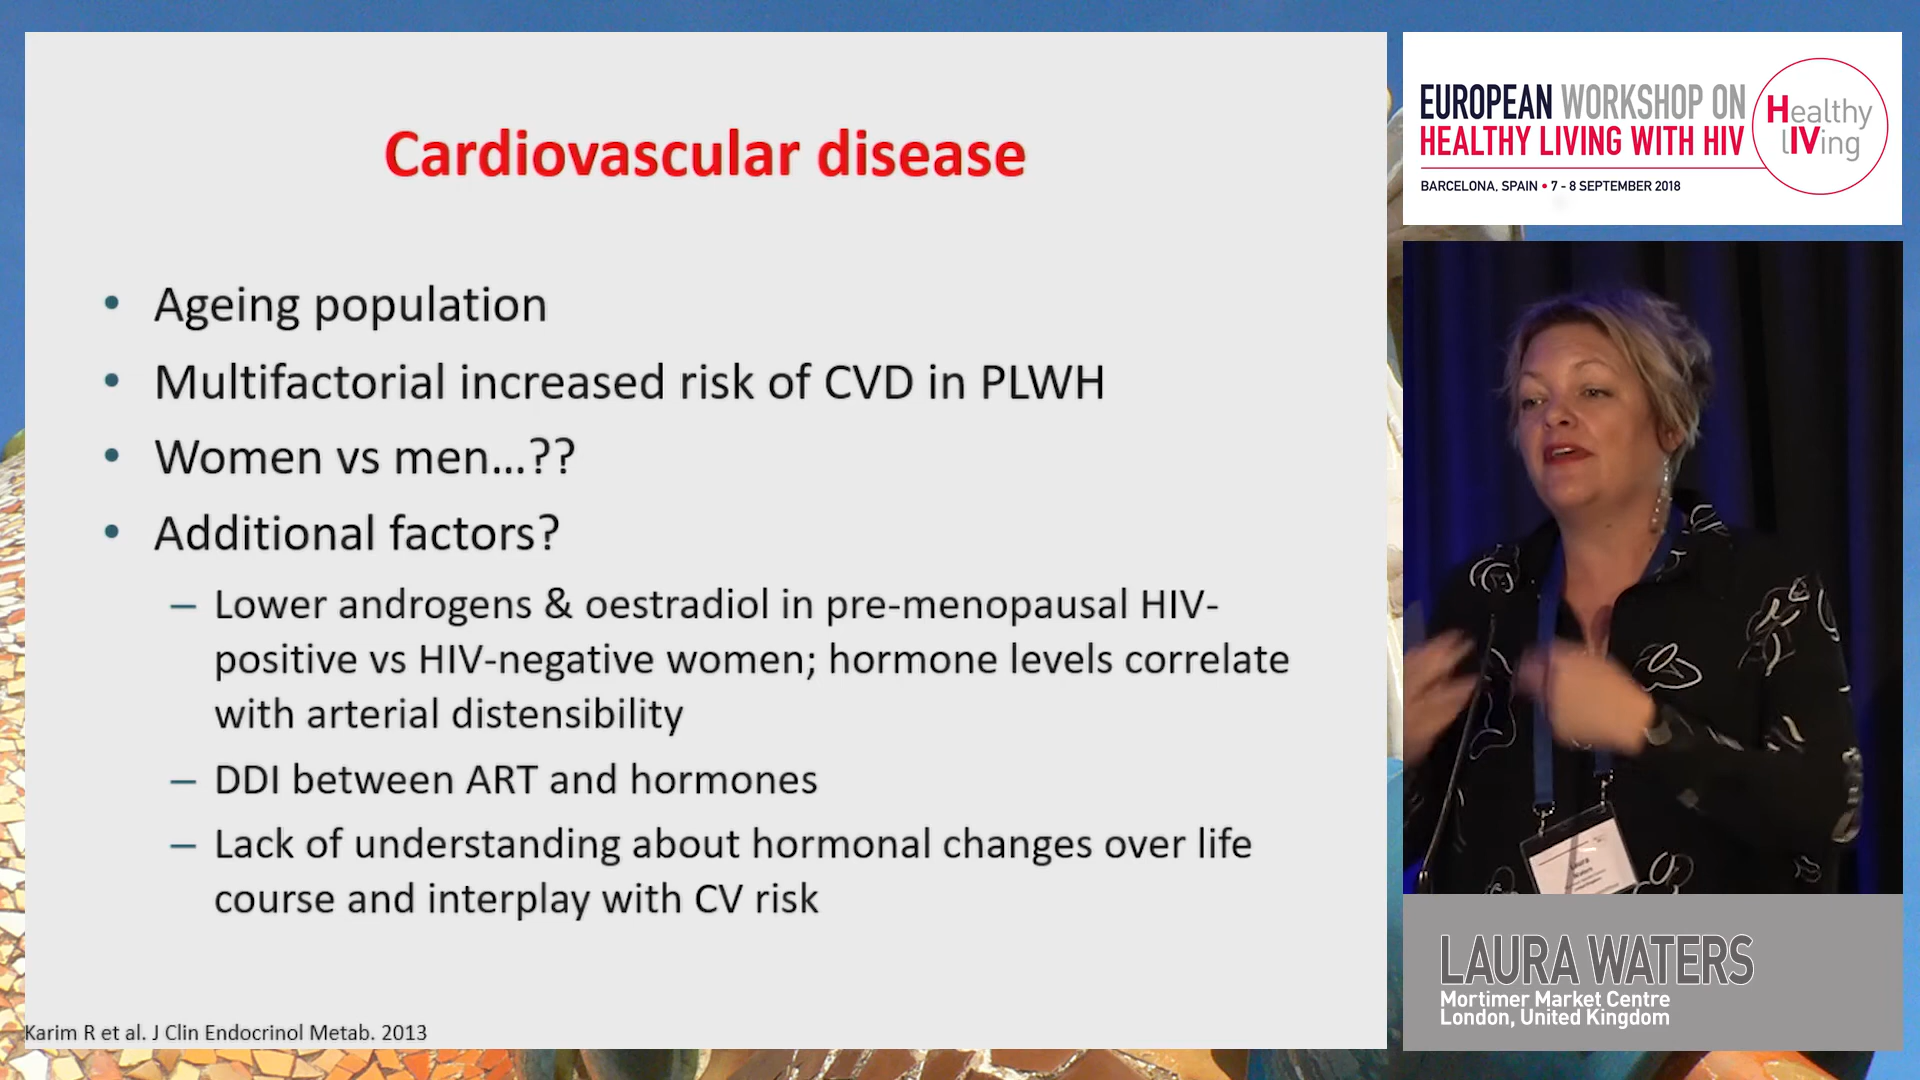 Cardiovascular disease
• Ageing population
• Multifactorial increased risk of CVD in PLWH
• Women vs men...??
• Additional factors?
– Lower androgens & oestradiol in pre-menopausal HIV-
positive vs HIV-negative women; hormone levels correlate
with arterial distensibility
– DDI between ART and hormones
– Lack of understanding about hormonal changes over life
course and interplay with CV risk
Karim R et al. J Clin Endocrinol Metab. 2013
EUROPEAN WORKSHOP ON
HEALTHY LIVING WITH HIV
BARCELONA, SPAIN • 7 - 8 SEPTEMBER 2018
Healthy
lIVing
Laura
LAURA WATERS
Mortimer Market Centre
London, United Kingdom